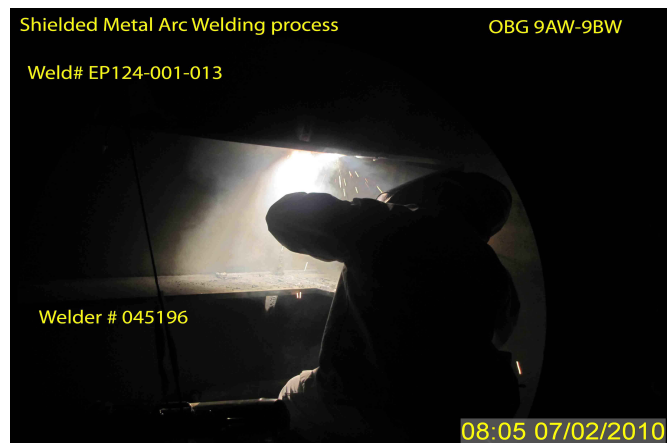 Shielded Metal Arc Welding process
OBG 9AW-9BW
Weld# EP124-001-013
Welder # 045196
08:05 07/02/2010